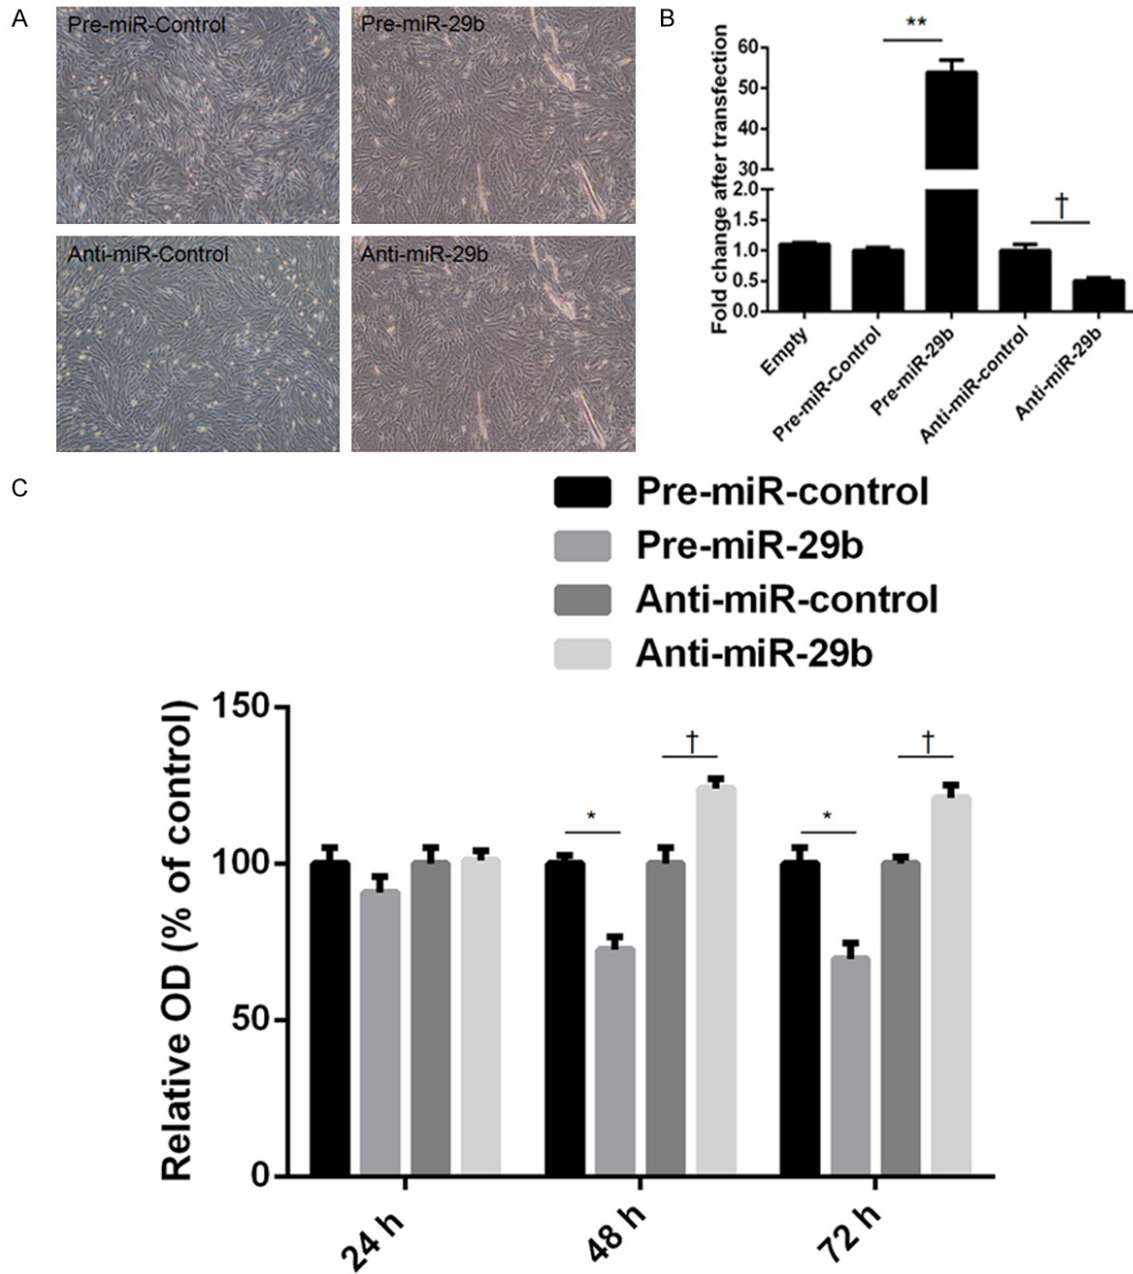 A
Pre-miR-Control
Pre-miR-29b
Anti-miR-Control
Anti-miR-29b
B
Fold change after transfection
60
50
40
30
2.0
1.5
1.0
0.5
0.0
**
†
Empty
Pre-miR-Control
Pre-miR-29b
Anti-miR-control
Anti-miR-29b
C
Pre-miR-control
Pre-miR-29b
Anti-miR-control
Anti-miR-29b
Relative OD (% of control)
150
100
50
0
*
†
*
†
24 h
48 h
72 h